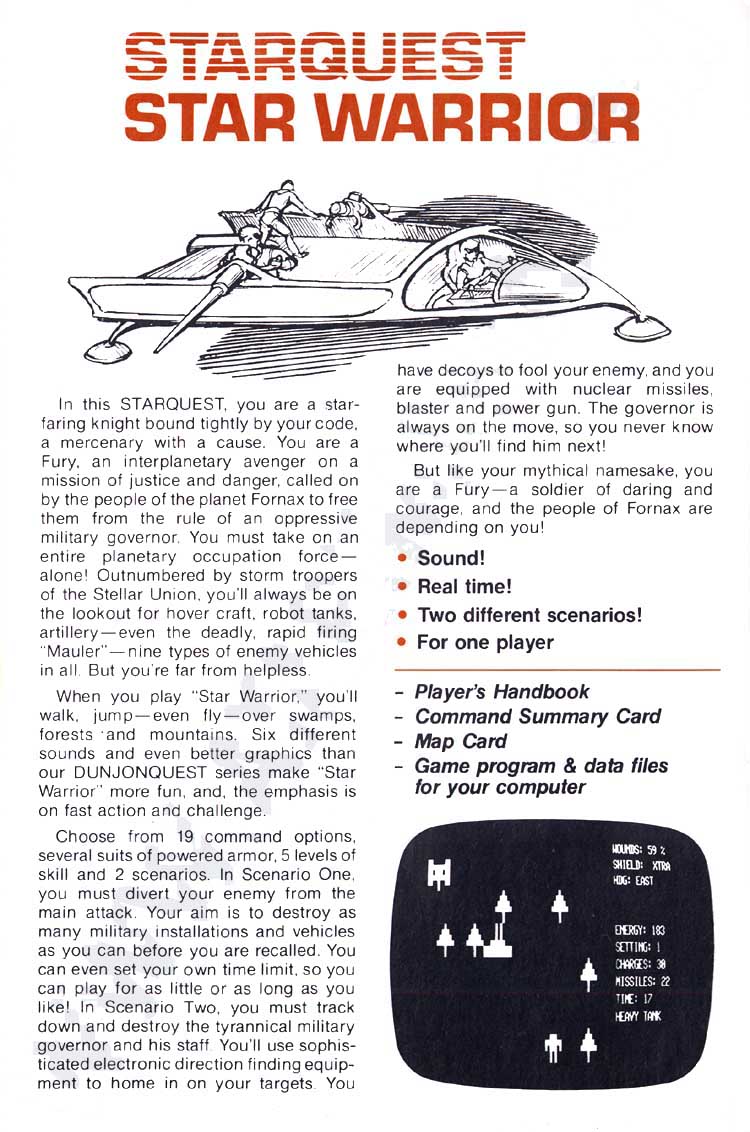 STARQUEST
STAR WARRIOR
In this STARQUEST, you are a star-
faring knight bound tightly by your code,
a mercenary with a cause. You are a
Fury, an interplanetary avenger on a
mission of justice and danger, called on
by the people of the planet Fornax to free
them from the rule of an oppressive
military governor. You must take on an
entire planetary occupation force—
alone! Outnumbered by storm troopers
of the Stellar Union, you'll always be on
the lookout for hover craft, robot tanks,
artillery—even the deadly, rapid firing
"Mauler"—nine types of enemy vehicles
in all. But you're far from helpless.
When you play "Star Warrior," you'll
walk, jump—even fly—over swamps,
forests and mountains. Six different
sounds and even better graphics than
our DUNJONQUEST series make "Star
Warrior" more fun, and, the emphasis is
on fast action and challenge.
Choose from 19 command options,
several suits of powered armor, 5 levels of
skill and 2 scenarios. In Scenario One,
you must divert your enemy from the
main attack. Your aim is to destroy as
many military installations and vehicles
as you can before you are recalled. You
can even set your own time limit, so you
can play for as little or as long as you
like! In Scenario Two, you must track
down and destroy the tyrannical military
governor and his staff. You'll use sophis-
ticated electronic direction finding equip-
ment to home in on your targets. You
have decoys to fool your enemy, and you
are equipped with nuclear missiles,
blaster and power gun. The governor is
always on the move, so you never know
where you'll find him next!
But like your mythical namesake, you
are a Fury—a soldier of daring and
courage, and the people of Fornax are
depending on you!
• Sound!
• Real time!
• Two different scenarios!
• For one player
– Player's Handbook
– Command Summary Card
– Map Card
– Game program & data files
for your computer
WOUNDS: 59 %
SHIELD: XTRA
HDG: EAST
ENERGY: 183
SETTING: 1
CHARGES: 30
MISSILES: 22
TIME: 17
HEAVY TANK